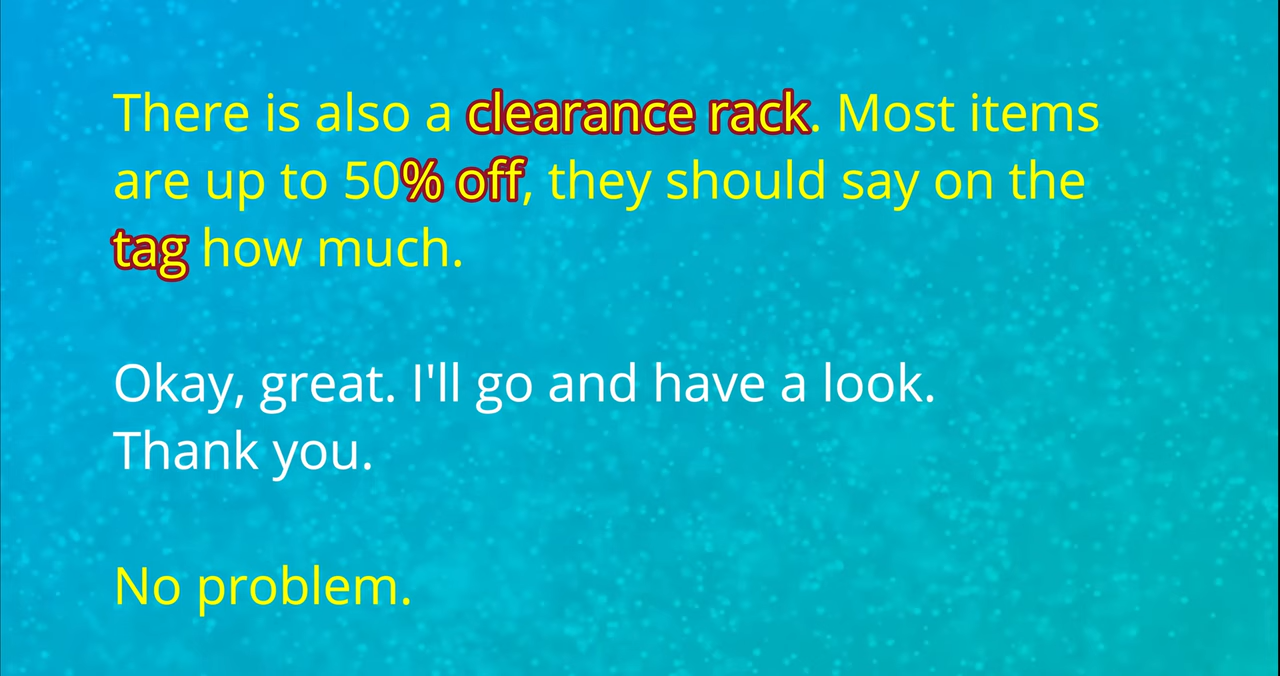 There is also a clearance rack. Most items
are up to 50% off, they should say on the
tag how much.
Okay, great. I'll go and have a look.
Thank you.
No problem.